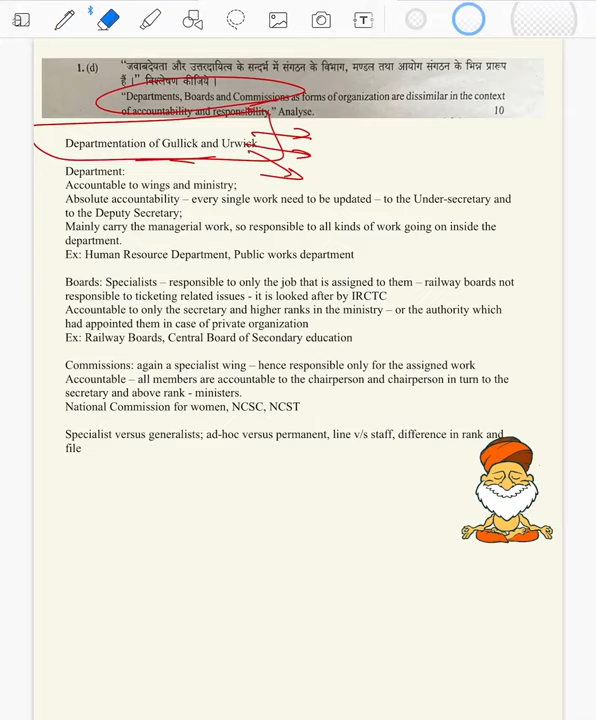 1. (d) "जवाबदेयता और उत्तरदायित्व के सन्दर्भ में संगठन के विभाग, मण्डल तथा आयोग संगठन के भिन्न प्रारूप
हैं।" विश्लेषण कीजिये।
"Departments, Boards and Commissions as forms of organization are dissimilar in the context
of accountability and responsibility." Analyse. 10
Departmentation of Gullick and Urwick
Department:
Accountable to wings and ministry;
Absolute accountability – every single work need to be updated – to the Under-secretary and
to the Deputy Secretary;
Mainly carry the managerial work, so responsible to all kinds of work going on inside the
department.
Ex: Human Resource Department, Public works department
Boards: Specialists – responsible to only the job that is assigned to them – railway boards not
responsible to ticketing related issues - it is looked after by IRCTC
Accountable to only the secretary and higher ranks in the ministry – or the authority which
had appointed them in case of private organization
Ex: Railway Boards, Central Board of Secondary education
Commissions: again a specialist wing – hence responsible only for the assigned work
Accountable – all members are accountable to the chairperson and chairperson in turn to the
secretary and above rank - ministers.
National Commission for women, NCSC, NCST
Specialist versus generalists; ad-hoc versus permanent, line v/s staff, difference in rank and
file